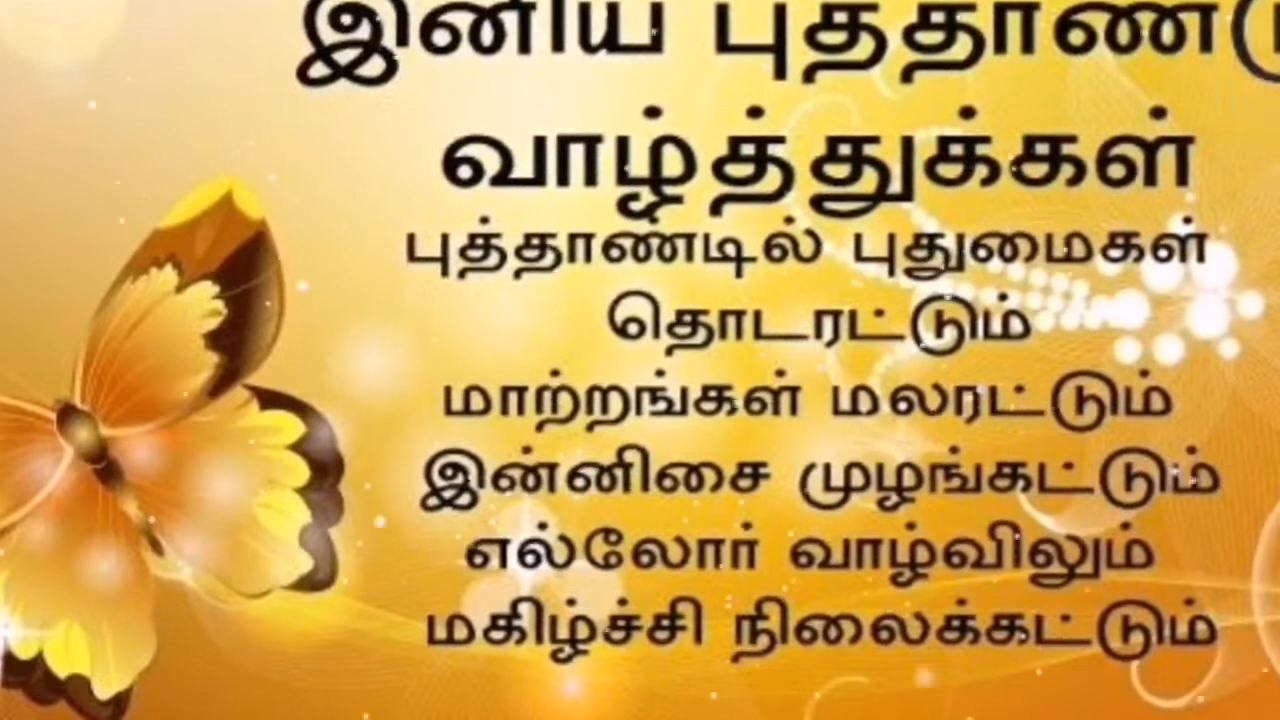 இனிய புத்தாண்டு
வாழ்த்துக்கள்
புத்தாண்டில் புதுமைகள்
தொடரட்டும்
மாற்றங்கள் மலரட்டும்
இன்னிசை முழங்கட்டும்
எல்லோர் வாழ்விலும்
மகிழ்ச்சி நிலைக்கட்டும்